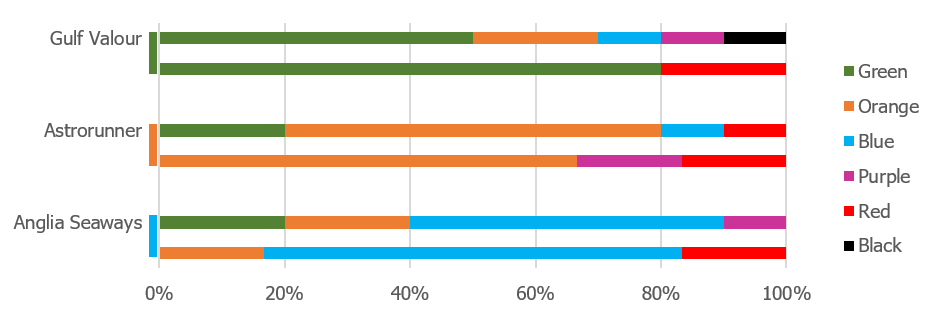 Gulf Valour
Astrorunner
Anglia Seaways
0% 20% 40% 60% 80% 100%
Green
Orange
Blue
Purple
Red
Black